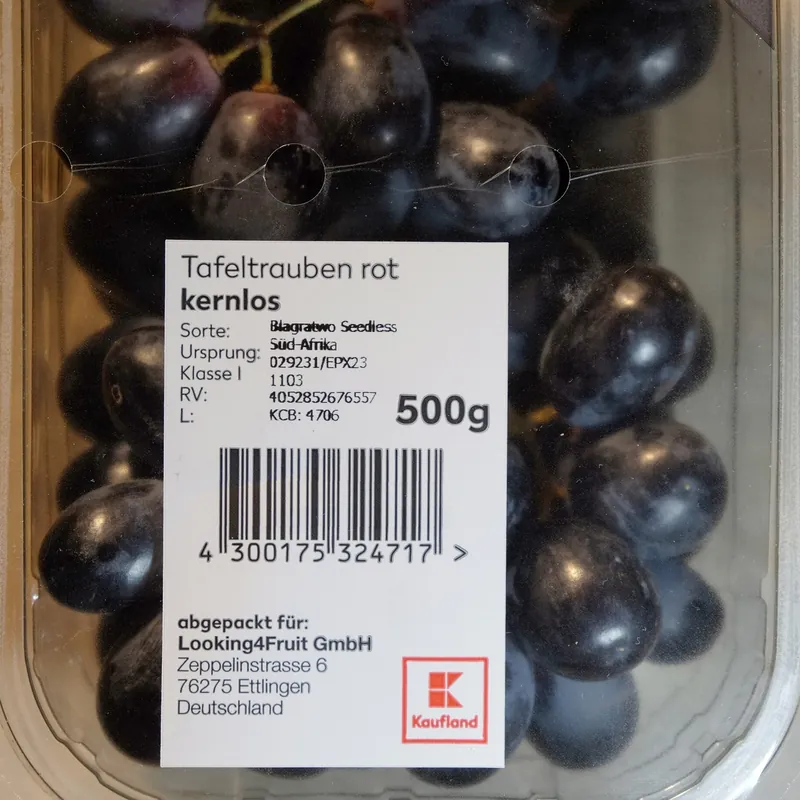 Tafeltrauben rot
kernlos
Sorte: Blagratwo Seedless
Ursprung: Süd-Afrika
Klasse I 029231/EPX23
RV: 1103
L: 4052852676557
KCB: 4706
500g
4 300175 324717 >
abgepackt für:
Looking4Fruit GmbH
Zeppelinstrasse 6
76275 Ettlingen
Deutschland
Kaufland